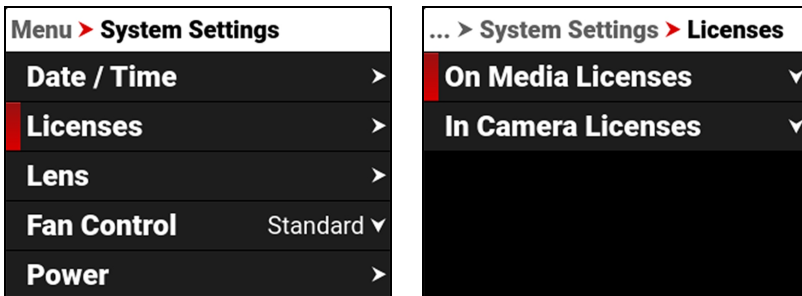 Menu > System Settings
Date / Time
Licenses
Lens
Fan Control Standard
Power
... > System Settings > Licenses
On Media Licenses
In Camera Licenses